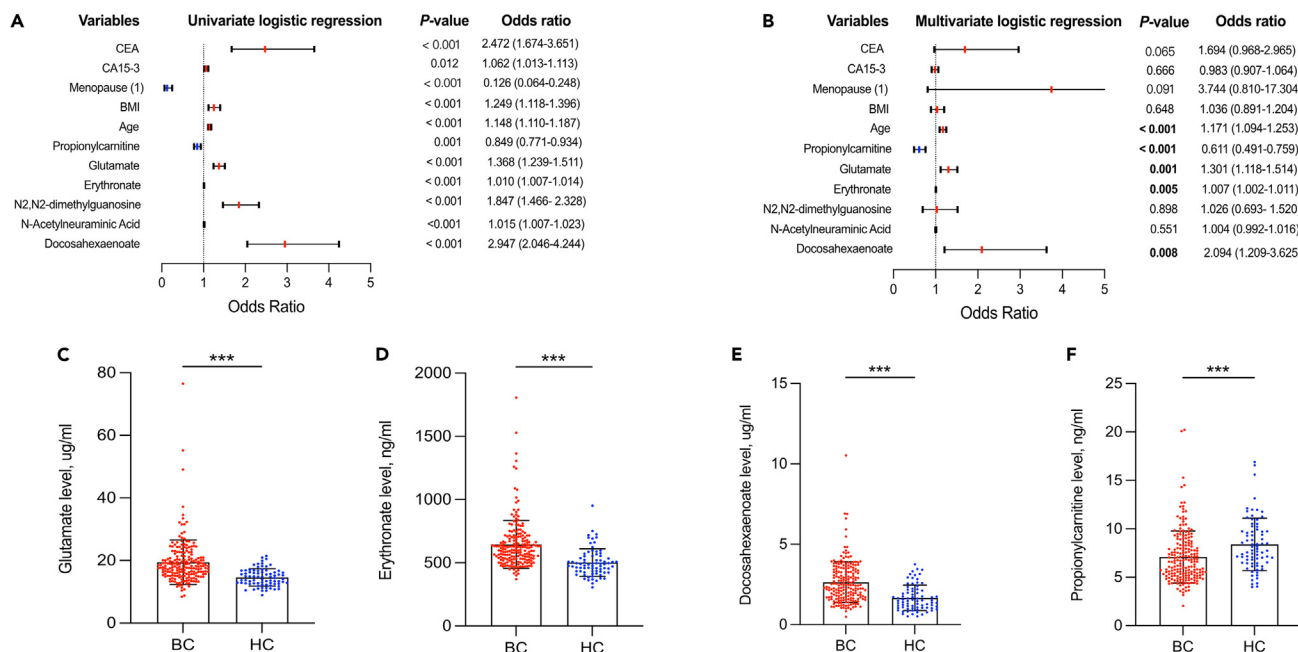 A Variables Univariate logistic regression P-value Odds ratio
CEA < 0.001 2.472 (1.674-3.651)
CA15-3 0.012 1.062 (1.013-1.113)
Menopause (1) < 0.001 0.126 (0.064-0.248)
BMI < 0.001 1.249 (1.118-1.396)
Age < 0.001 1.148 (1.110-1.187)
Propionylcarnitine 0.001 0.849 (0.771-0.934)
Glutamate < 0.001 1.368 (1.239-1.511)
Erythronate < 0.001 1.010 (1.007-1.014)
N2,N2-dimethylguanosine < 0.001 1.847 (1.466- 2.328)
N-Acetylneuraminic Acid <0.001 1.015 (1.007-1.023)
Docosahexaenoate < 0.001 2.947 (2.046-4.244)
0 1 2 3 4 5
Odds Ratio
B Variables Multivariate logistic regression P-value Odds ratio
CEA 0.065 1.694 (0.968-2.965)
CA15-3 0.666 0.983 (0.907-1.064)
Menopause (1) 0.091 3.744 (0.810-17.304
BMI 0.648 1.036 (0.891-1.204)
Age < 0.001 1.171 (1.094-1.253)
Propionylcarnitine < 0.001 0.611 (0.491-0.759)
Glutamate 0.001 1.301 (1.118-1.514)
Erythronate 0.005 1.007 (1.002-1.011)
N2,N2-dimethylguanosine 0.898 1.026 (0.693- 1.520
N-Acetylneuraminic Acid 0.551 1.004 (0.992-1.016)
Docosahexaenoate 0.008 2.094 (1.209-3.625
0 1 2 3 4 5
Odds Ratio
C
***
Glutamate level, ug/ml
80
60
40
20
0
BC HC
D
***
Erythronate level, ng/ml
2000
1500
1000
500
0
BC HC
E
***
Docosahexaenoate level, ug/ml
15
10
5
0
BC HC
F
***
Propionylcarnitine level, ng/ml
25
20
15
10
5
0
BC HC